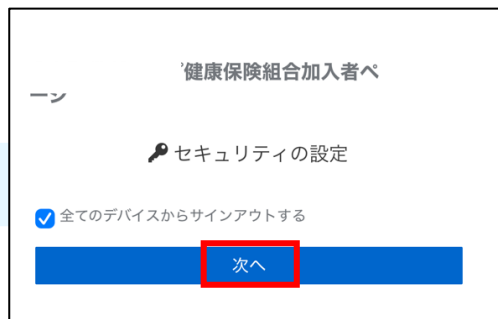 健康保険組合加入者ペ
ージ
セキュリティの設定
全てのデバイスからサインアウトする
次へ